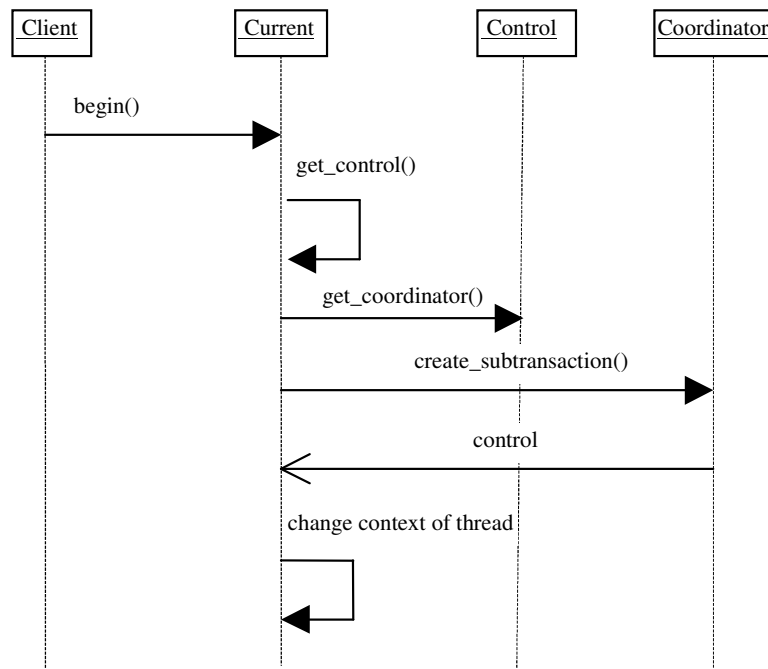 Client
Current
Control
Coordinator
begin()
get_control()
get_coordinator()
create_subtransaction()
control
change context of thread